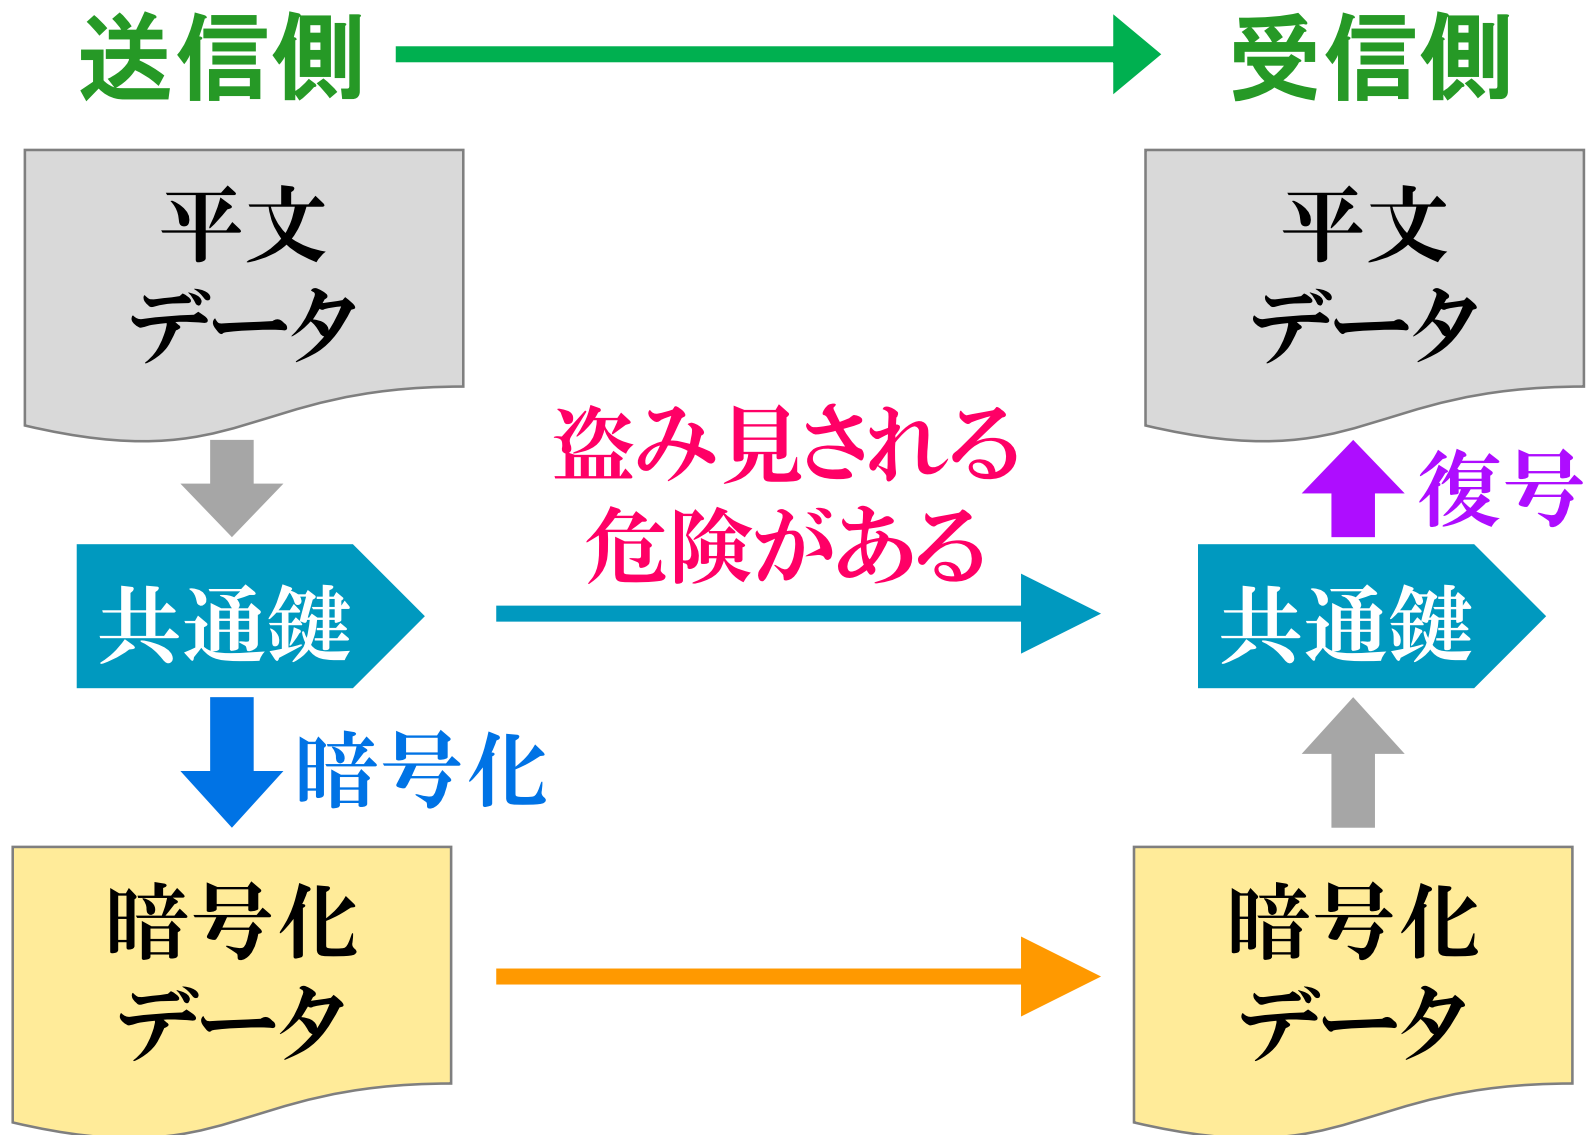 送信側
受信側
平文
データ
平文
データ
盗み見される
危険がある
復号
共通鍵
共通鍵
暗号化
暗号化
データ
暗号化
データ